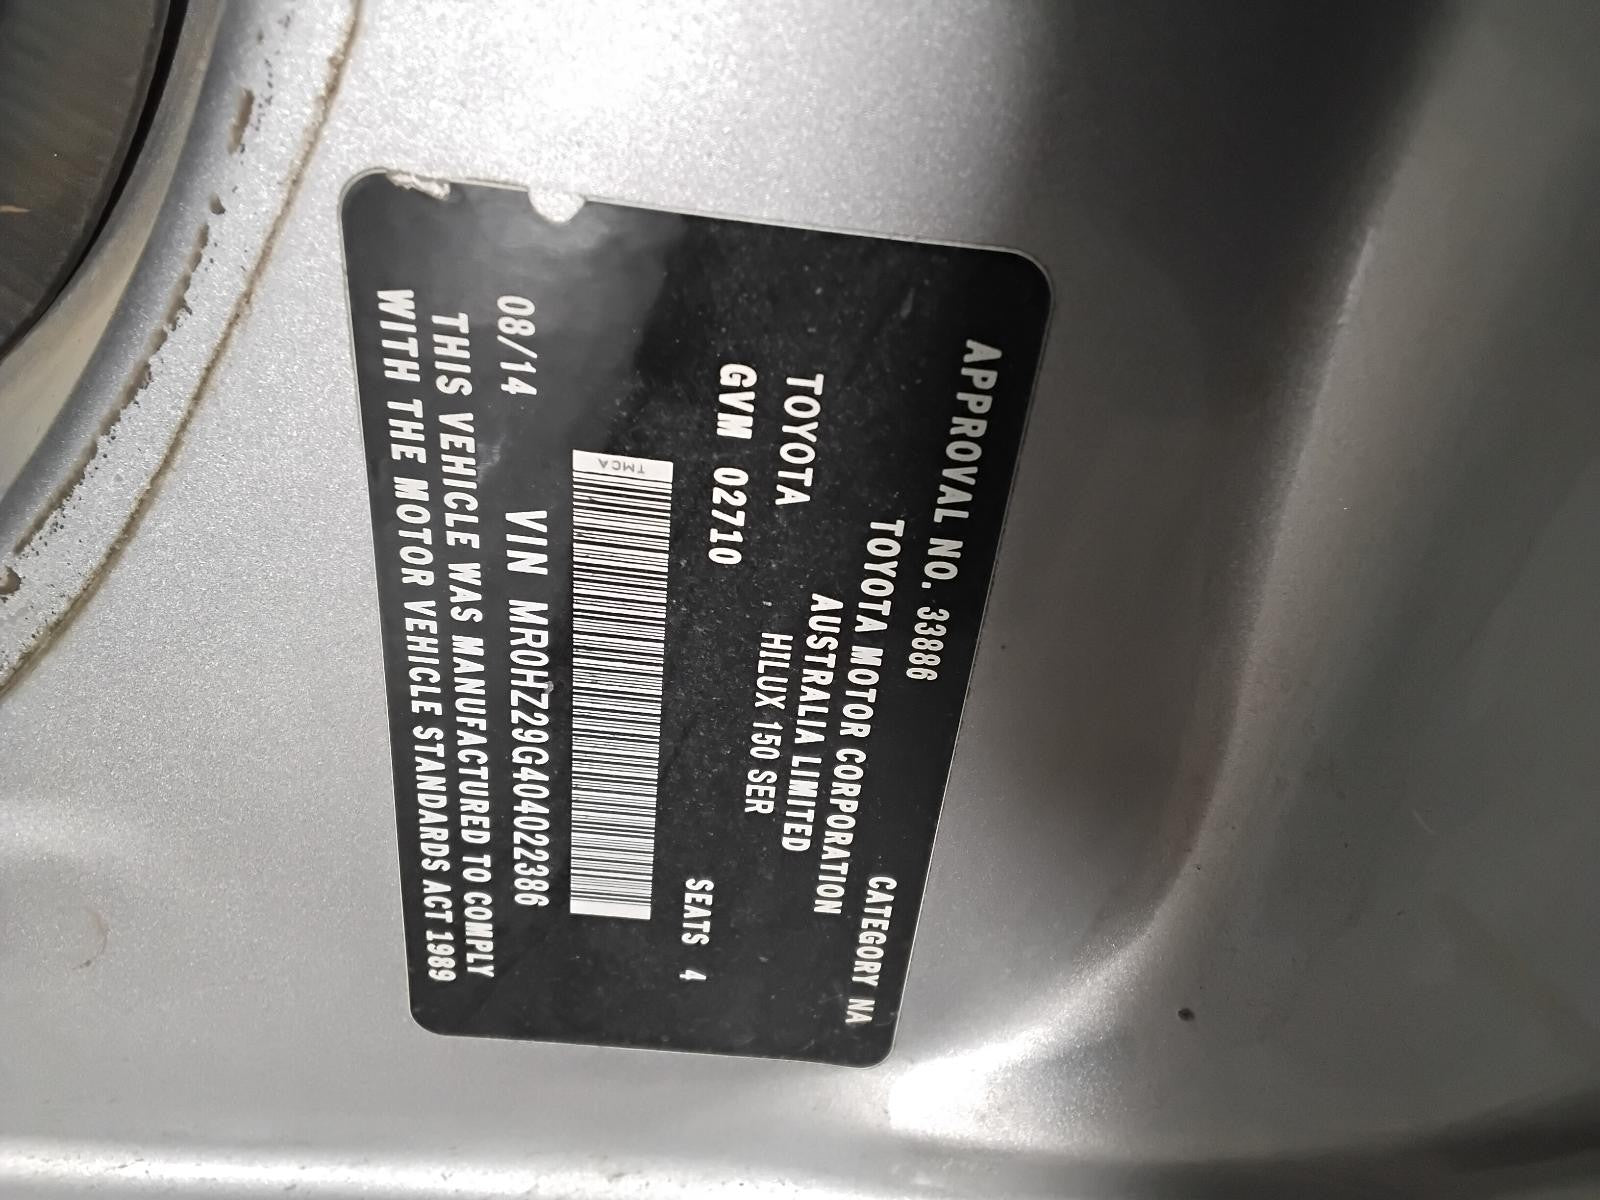 APPROVAL NO. 33886 CATEGORY NA
TOYOTA MOTOR CORPORATION
AUSTRALIA LIMITED
TOYOTA HILUX 150 SER
GVM 02710 SEATS 4
TMCA
08/14 VIN MR0HZ29G404022386
THIS VEHICLE WAS MANUFACTURED TO COMPLY
WITH THE MOTOR VEHICLE STANDARDS ACT 1989